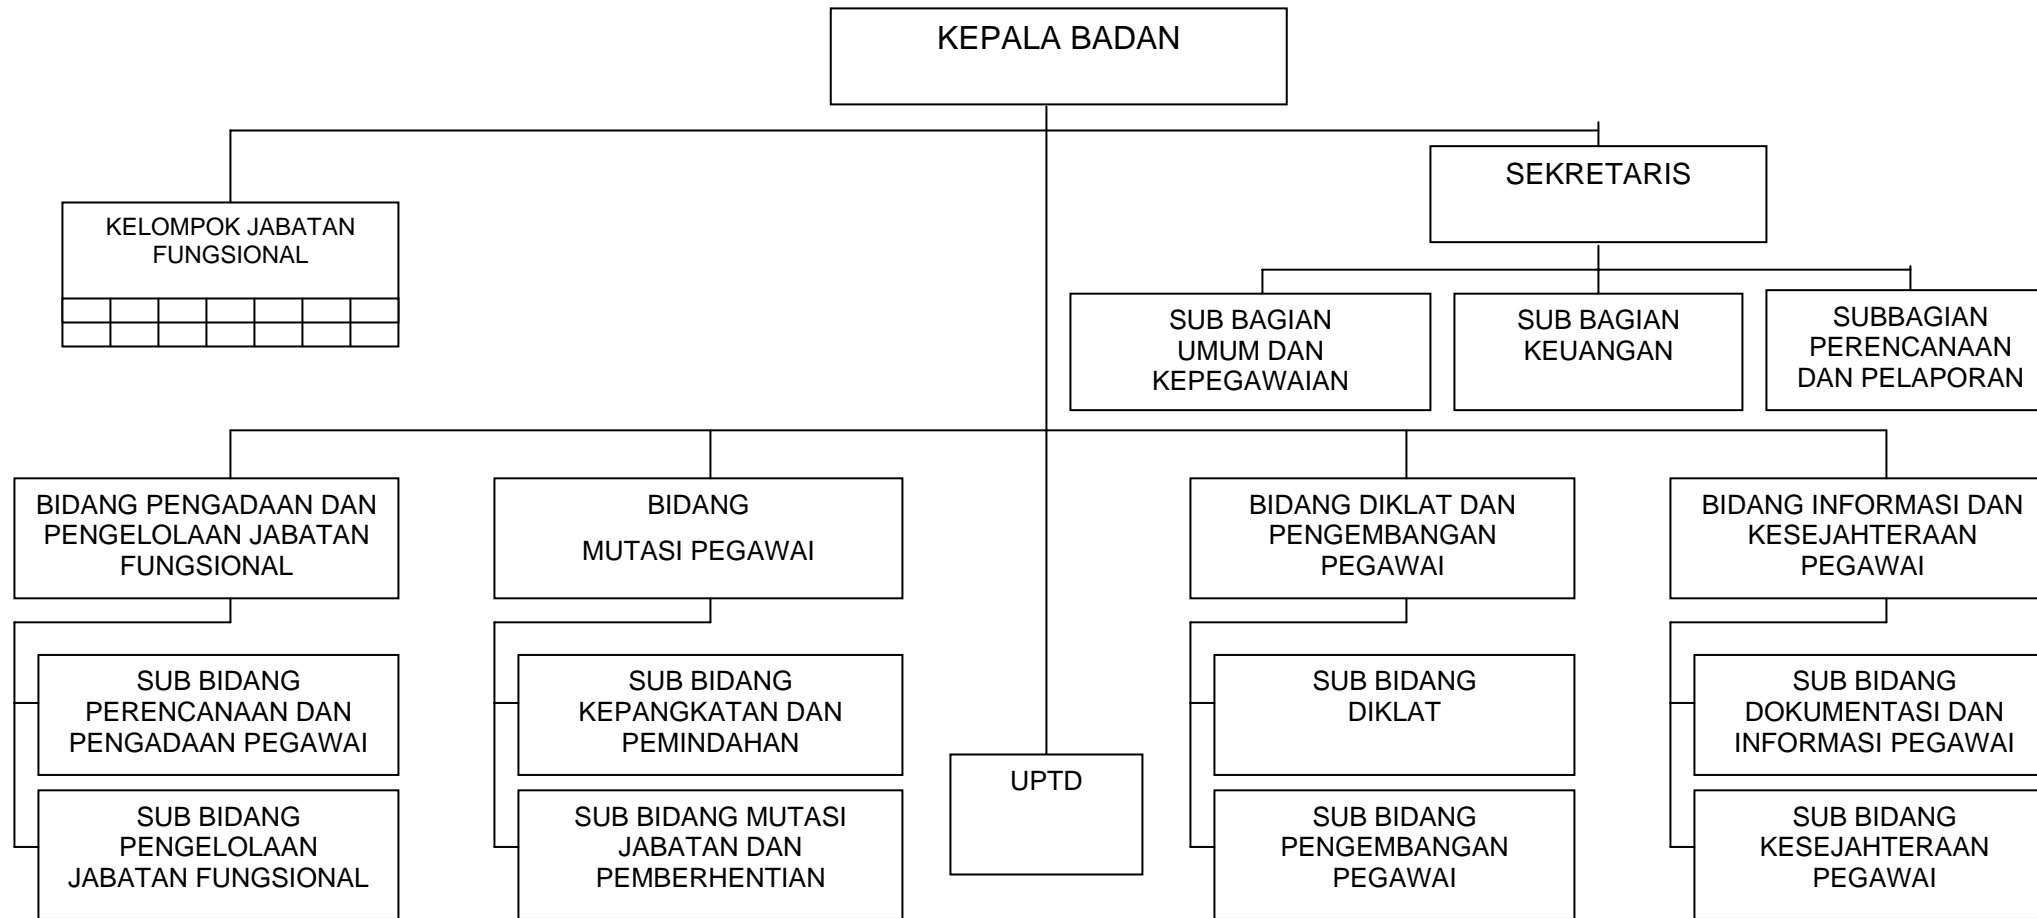 KEPALA BADAN
SEKRETARIS
KELOMPOK JABATAN
FUNGSIONAL
SUB BAGIAN
UMUM DAN
KEPEGAWAIAN
SUB BAGIAN
KEUANGAN
SUBBAGIAN
PERENCANAAN
DAN PELAPORAN
BIDANG PENGADAAN DAN
PENGELOLAAN JABATAN
FUNGSIONAL
BIDANG
MUTASI PEGAWAI
BIDANG DIKLAT DAN
PENGEMBANGAN
PEGAWAI
BIDANG INFORMASI DAN
KESEJAHTERAAN
PEGAWAI
SUB BIDANG
PERENCANAAN DAN
PENGADAAN PEGAWAI
SUB BIDANG
KEPANGKATAN DAN
PEMINDAHAN
SUB BIDANG
DIKLAT
SUB BIDANG
DOKUMENTASI DAN
INFORMASI PEGAWAI
UPTD
SUB BIDANG
PENGELOLAAN
JABATAN FUNGSIONAL
SUB BIDANG MUTASI
JABATAN DAN
PEMBERHENTIAN
SUB BIDANG
PENGEMBANGAN
PEGAWAI
SUB BIDANG
KESEJAHTERAAN
PEGAWAI